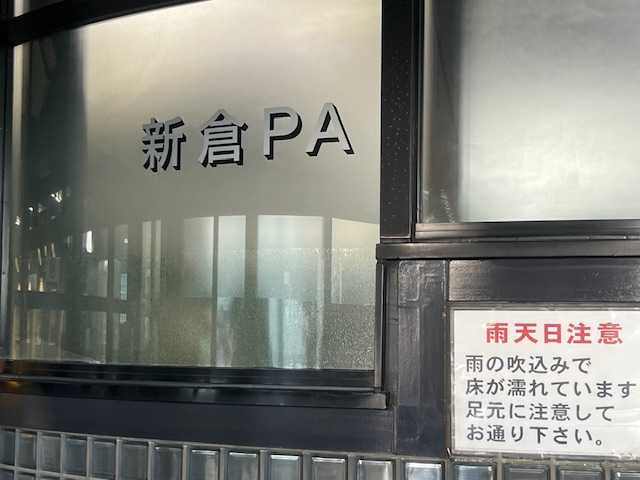 新倉PA
雨天日注意
雨の吹込みで
床が濡れています
足元に注意して
お通り下さい。